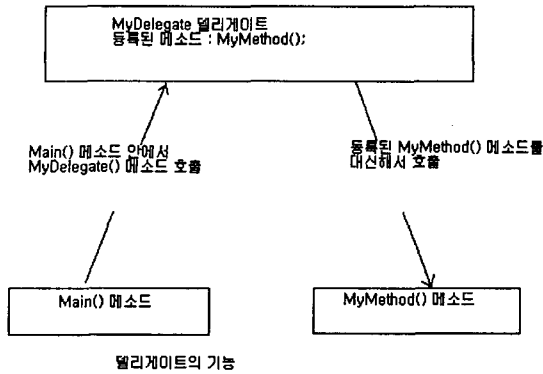 MyDelegate 델리게이트
등록된 메소드 : MyMethod();
Main() 메소드 안에서
MyDelegate() 메소드 호출
등록된 MyMethod() 메소드를
대신해서 호출
Main() 메소드
MyMethod() 메소드
델리게이트의 기능